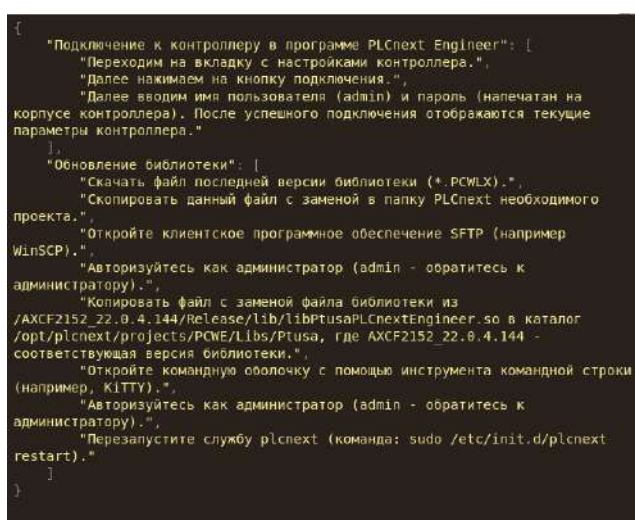 {
"Подключение к контроллеру в программе PLCnext Engineer": [
"Переходим на вкладку с настройками контроллера.",
"Далее нажимаем на кнопку подключения.",
"Далее вводим имя пользователя (admin) и пароль (напечатан на
корпусе контроллера). После успешного подключения отображаются текущие
параметры контроллера."
],
"Обновление библиотеки": [
"Скачать файл последней версии библиотеки (*.PCWLX).",
"Скопировать данный файл с заменой в папку PLCnext необходимого
проекта.",
"Откройте клиентское программное обеспечение SFTP (например
WinSCP).",
"Авторизуйтесь как администратор (admin - обратитесь к
администратору).",
"Копировать файл с заменой файла библиотеки из
/AXCF2152_22.0.4.144/Release/lib/libPtusaPLCnextEngineer.so в каталог
/opt/plcnext/projects/PCWE/Libs/Ptusa, где AXCF2152_22.0.4.144 -
соответствующая версия библиотеки.",
"Откройте командную оболочку с помощью инструмента командной строки
(например, KiTTY).",
"Авторизуйтесь как администратор (admin - обратитесь к
администратору).",
"Перезапустите службу plcnext (команда: sudo /etc/init.d/plcnext
restart)."
]
}